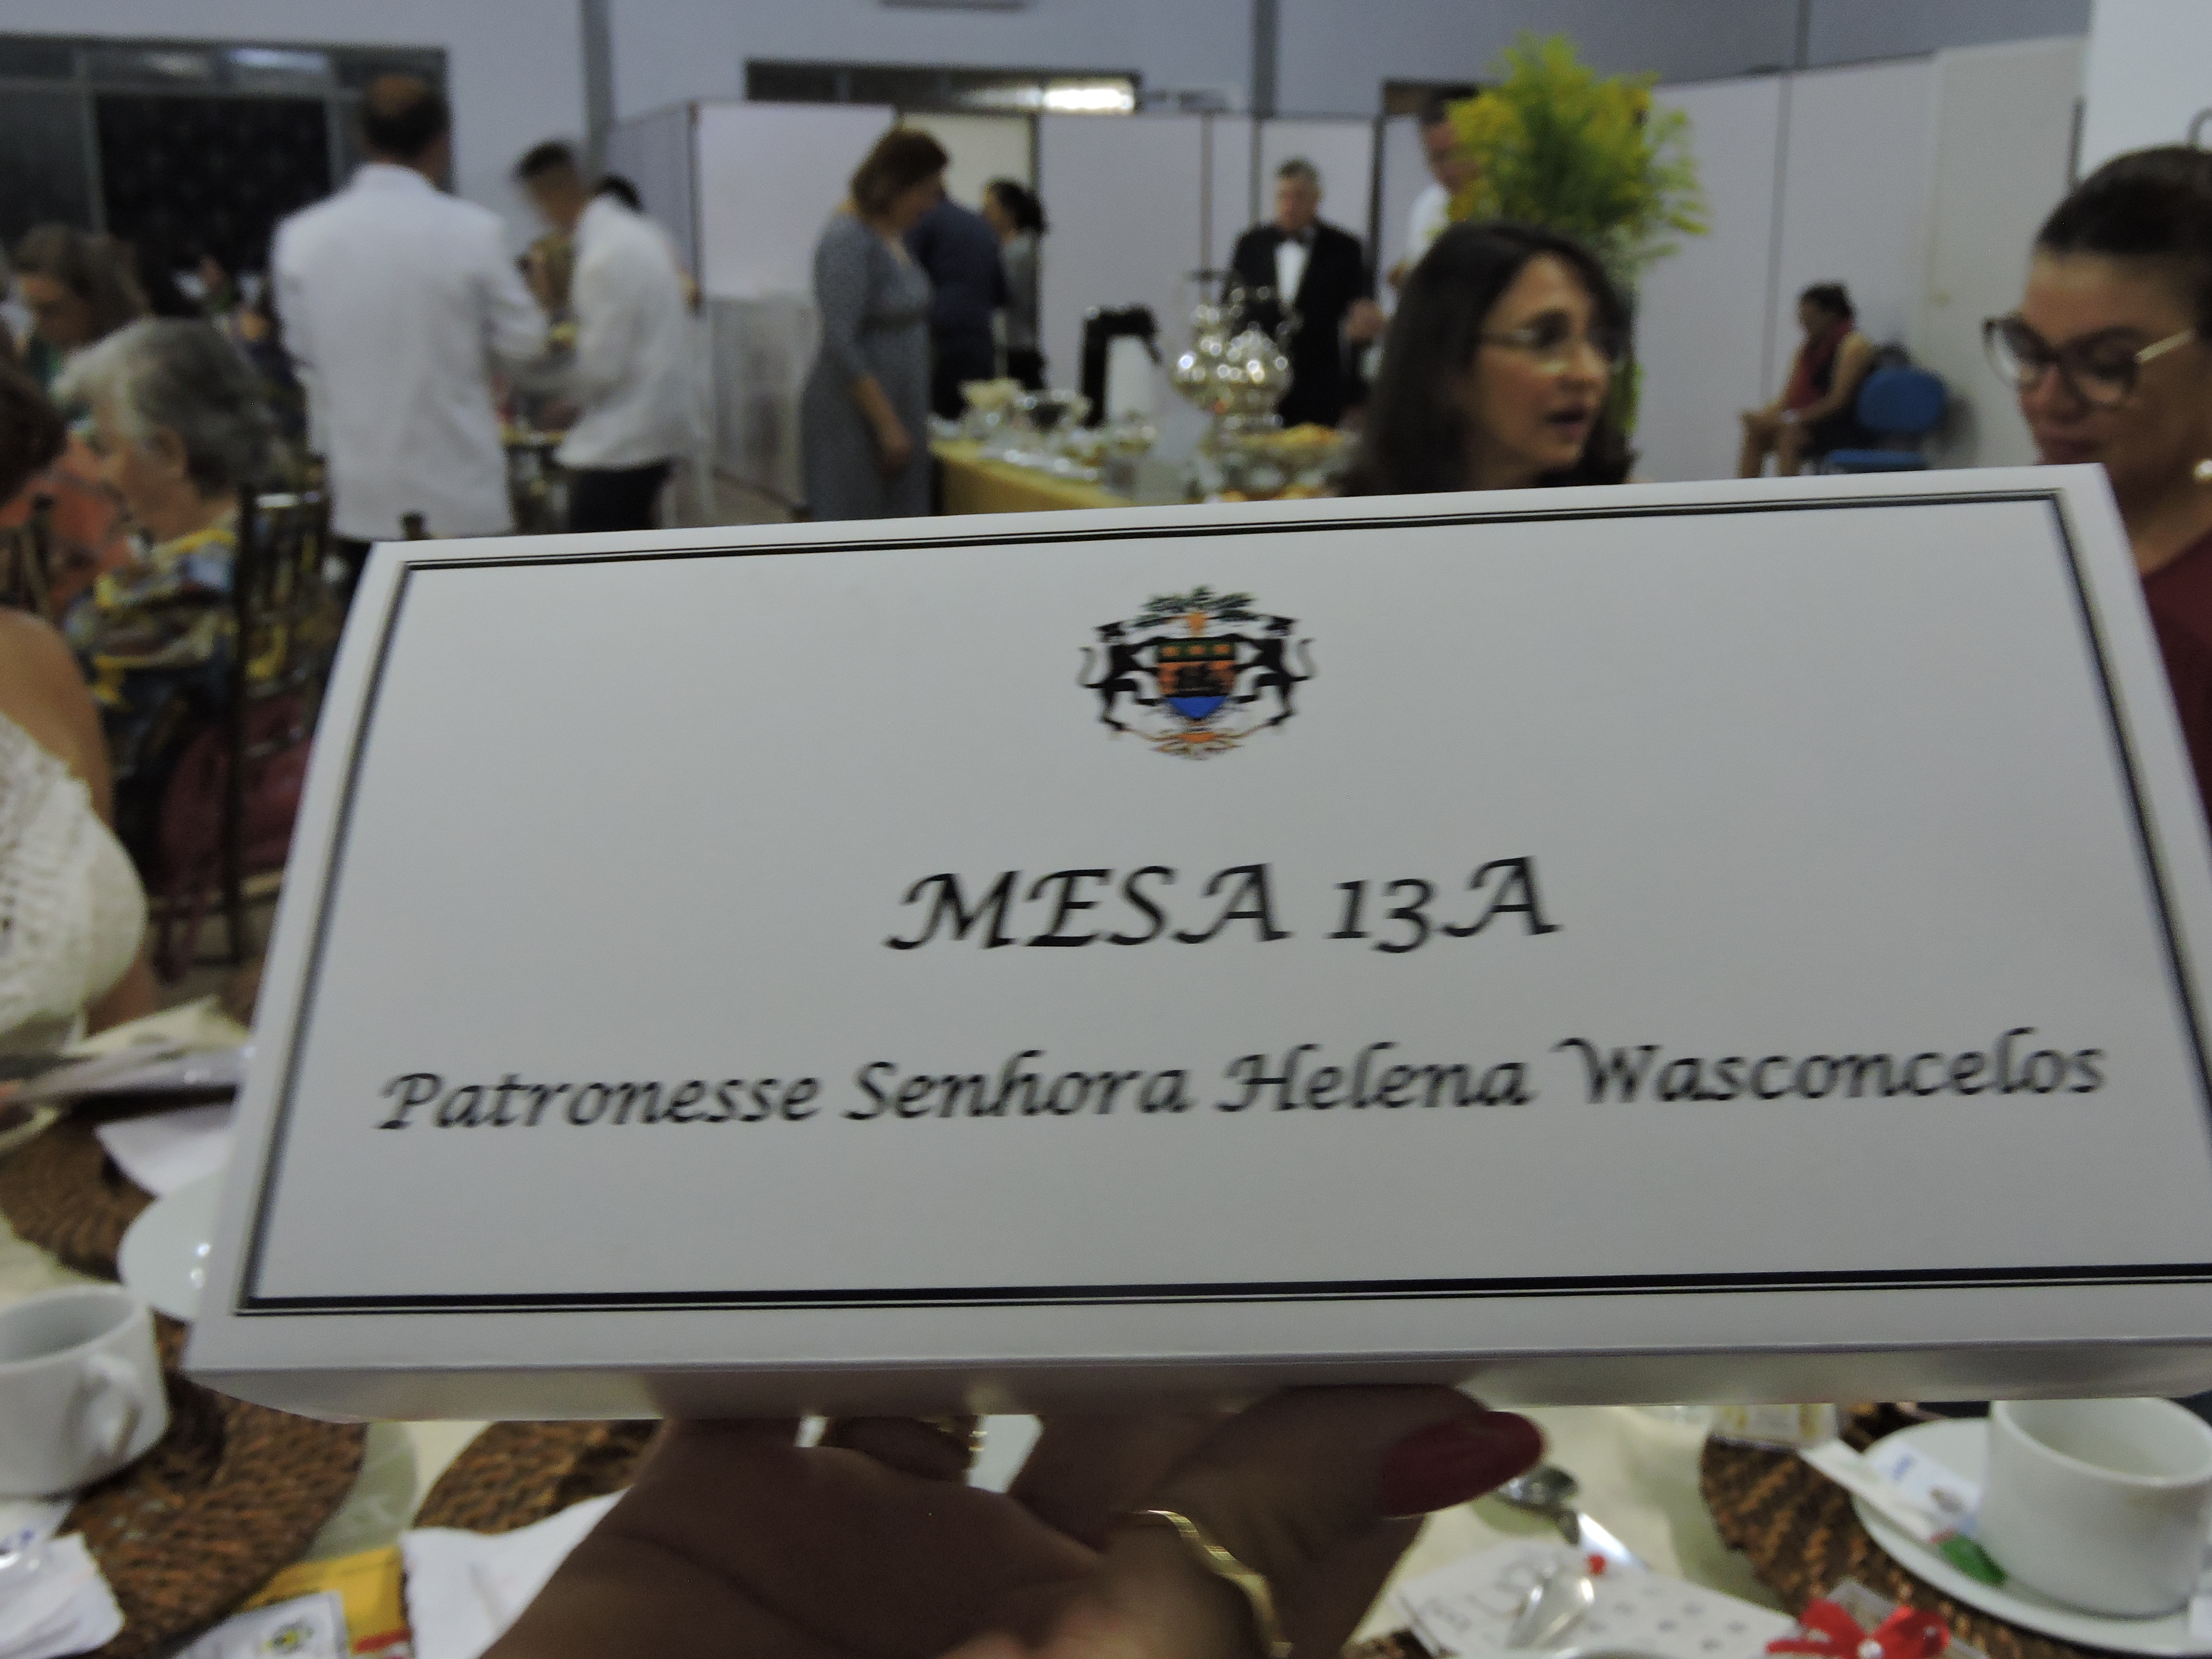 MESA 13A
Patronesse Senhora Helena Wasconcelos